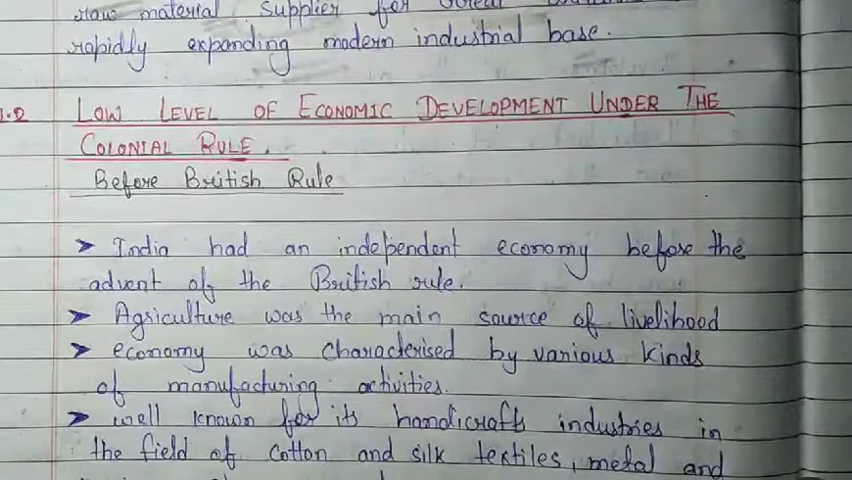 raw material supplier for
rapidly expanding modern industrial base.
1.2 LOW LEVEL OF ECONOMIC DEVELOPMENT UNDER THE
COLONIAL RULE.
Before British Rule
➤ India had an independent economy before the
advent of the British rule.
➤ Agriculture was the main source of livelihood
➤ economy was characterised by various kinds
of manufacturing activities.
➤ well known for its handicrafts industries in
the field of cotton and silk textiles, metal and